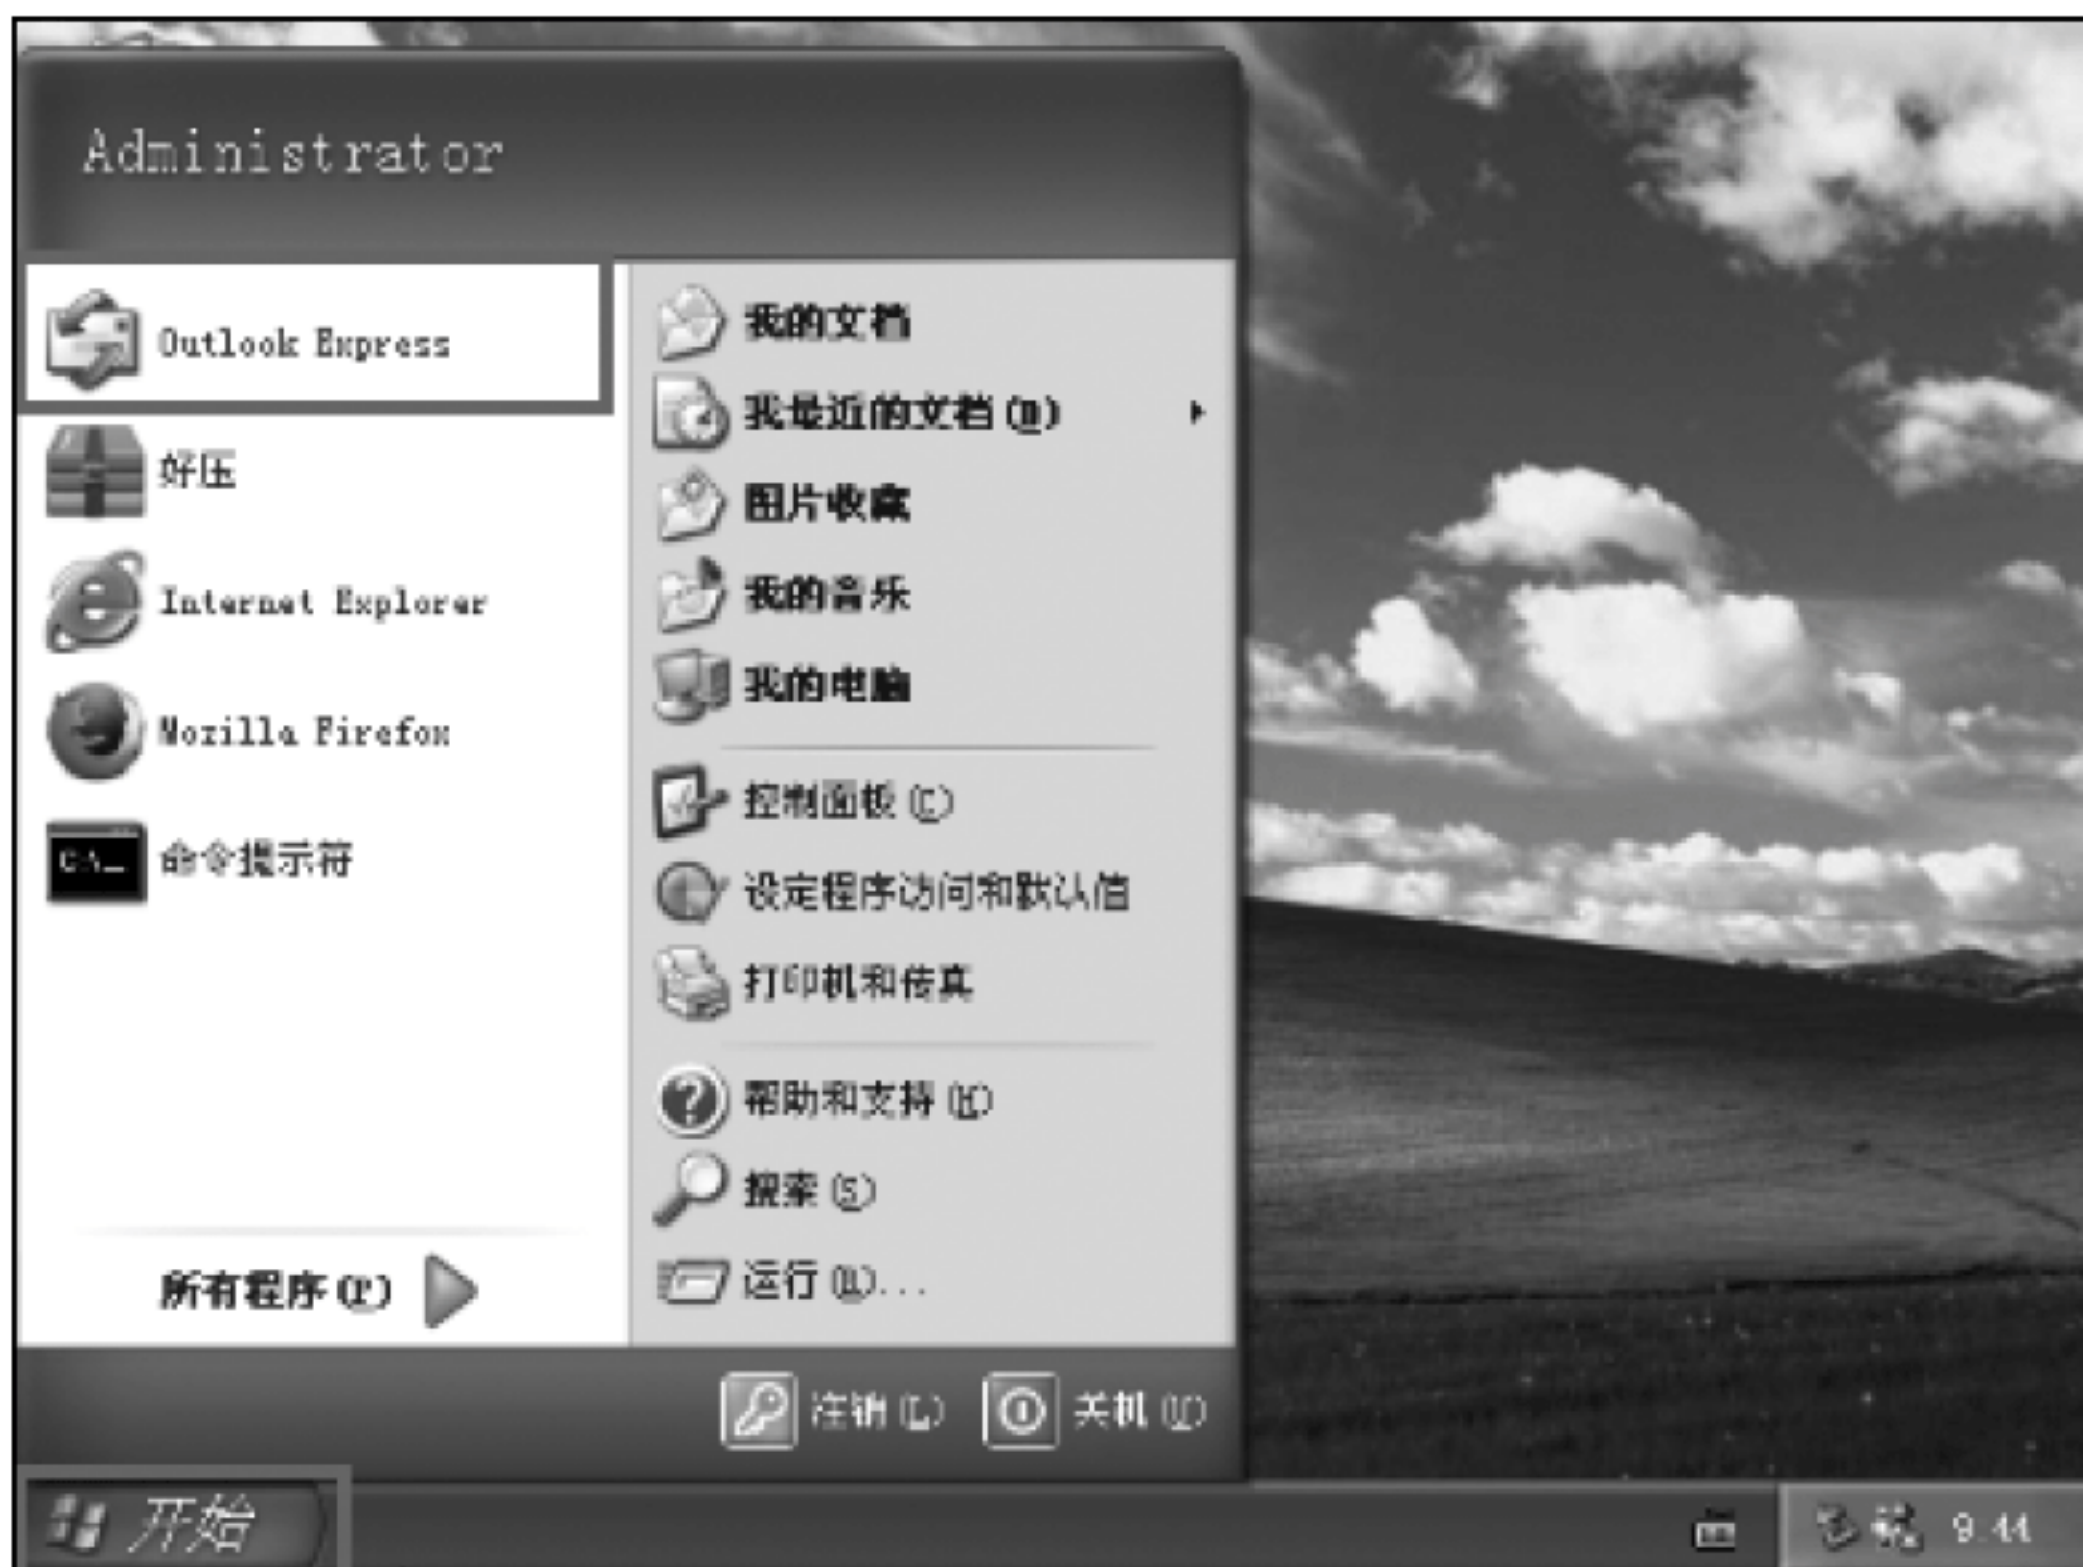 Administrator
Outlook Express
好压
Internet Explorer
Mozilla Firefox
C:\_
命令提示符
所有程序(P)
我的文档
我最近的文档(D)
图片收藏
我的音乐
我的电脑
控制面板(C)
设定程序访问和默认值
打印机和传真
帮助和支持(H)
搜索(S)
运行(R)...
注销(L)
关机(U)
开始
9:44